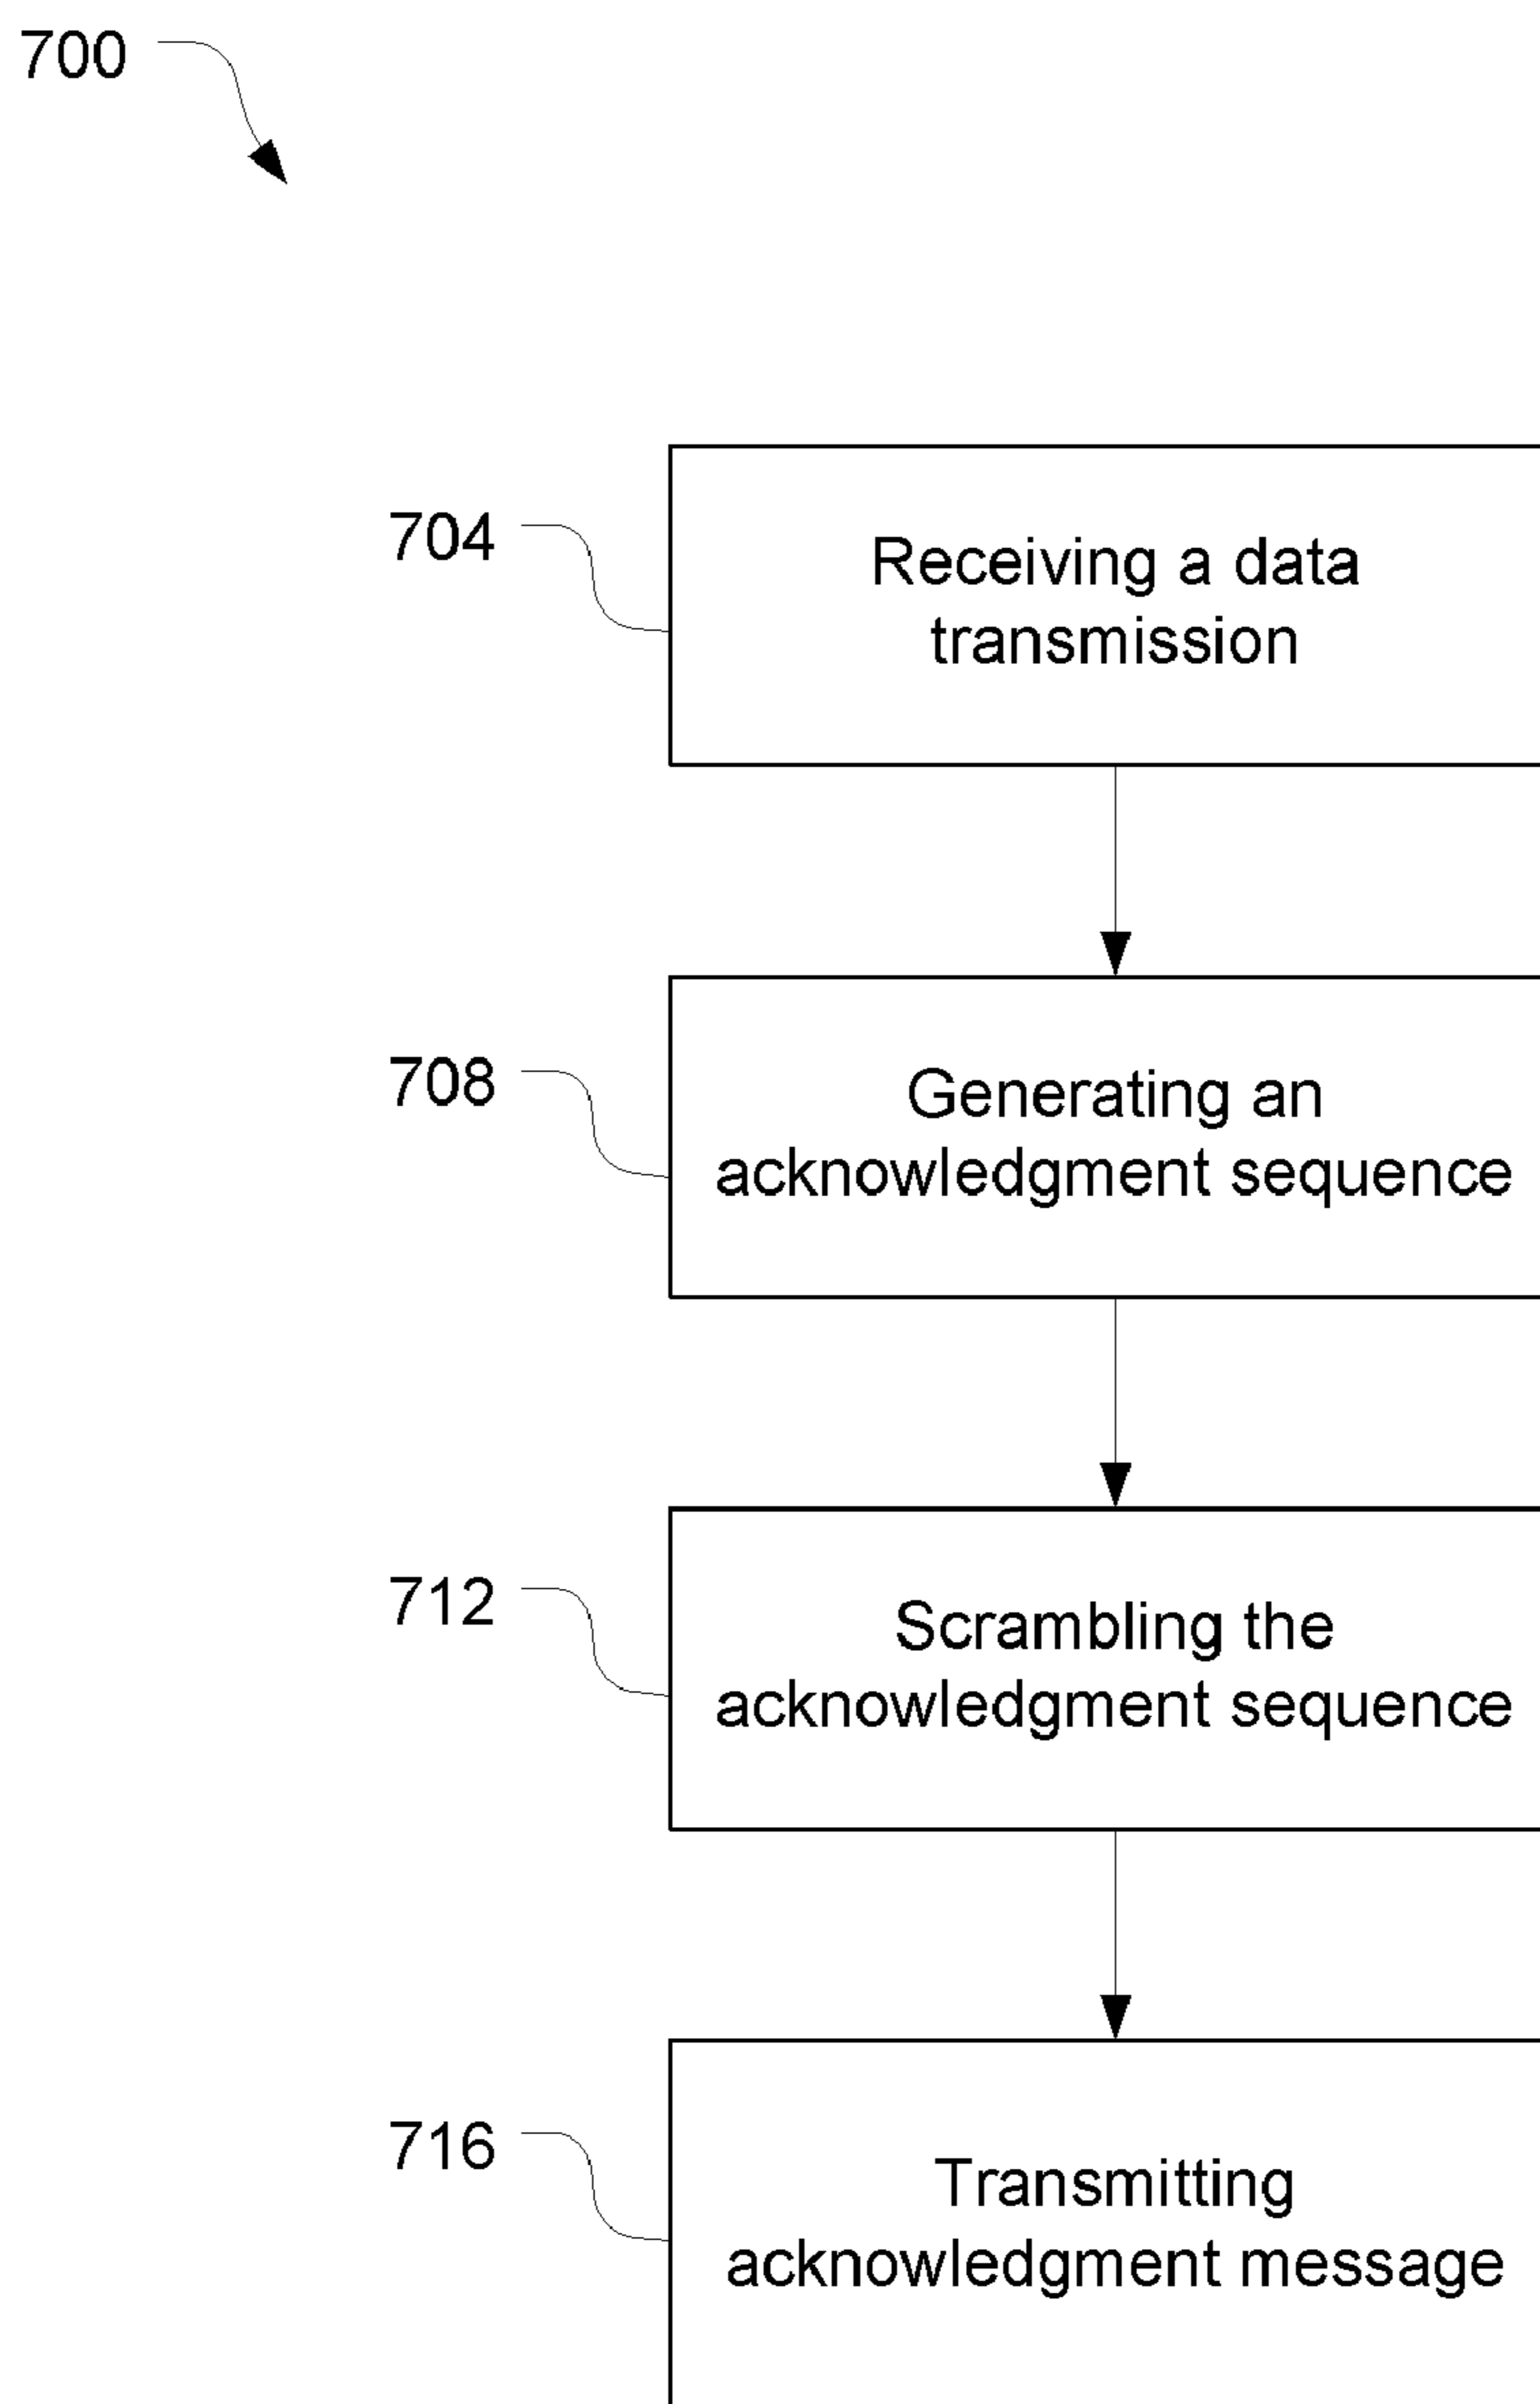 700
704
Receiving a data
transmission
708
Generating an
acknowledgment sequence
712
Scrambling the
acknowledgment sequence
716
Transmitting
acknowledgment message